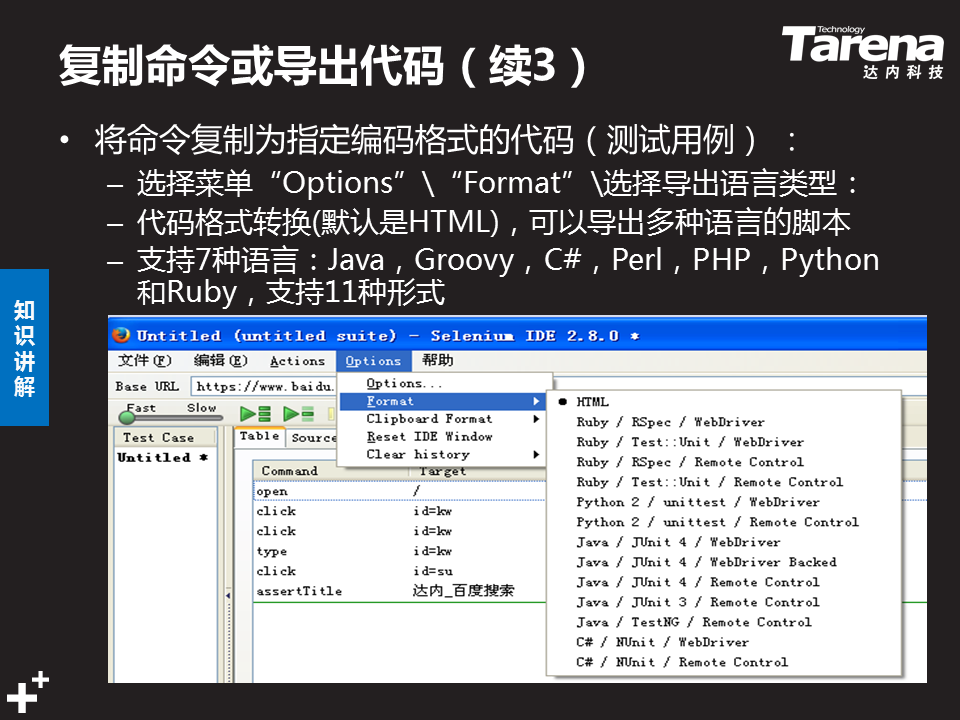 复制命令或导出代码（续3）
Technology
Tarena
达内科技
• 将命令复制为指定编码格式的代码（测试用例） ：
– 选择菜单“Options”\“Format”\选择导出语言类型：
– 代码格式转换(默认是HTML)，可以导出多种语言的脚本
– 支持7种语言：Java，Groovy，C#，Perl，PHP，Python
和Ruby，支持11种形式
知识讲解
Untitled (untitled suite) - Selenium IDE 2.8.0 *
文件(F) 编辑(E) Actions Options 帮助
Base URL https://www.baidu.
Fast Slow
Test Case
Untitled *
Table Source
Command Target
open /
click id=kw
click id=kw
type id=kw
click id=su
assertTitle 达内_百度搜索
Options...
Format
Clipboard Format
Reset IDE Window
Clear history
HTML
Ruby / RSpec / WebDriver
Ruby / Test::Unit / WebDriver
Ruby / RSpec / Remote Control
Ruby / Test::Unit / Remote Control
Python 2 / unittest / WebDriver
Python 2 / unittest / Remote Control
Java / JUnit 4 / WebDriver
Java / JUnit 4 / WebDriver Backed
Java / JUnit 4 / Remote Control
Java / JUnit 3 / Remote Control
Java / TestNG / Remote Control
C# / NUnit / WebDriver
C# / NUnit / Remote Control